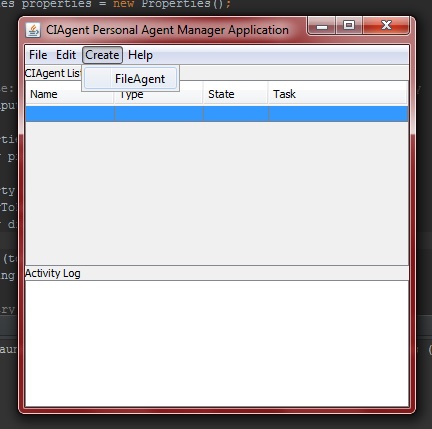 es properties = new Properties();
CIAgent Personal Agent Manager Application
File Edit Create Help
CIAgent List
FileAgent
Name Type State Task
Activity Log